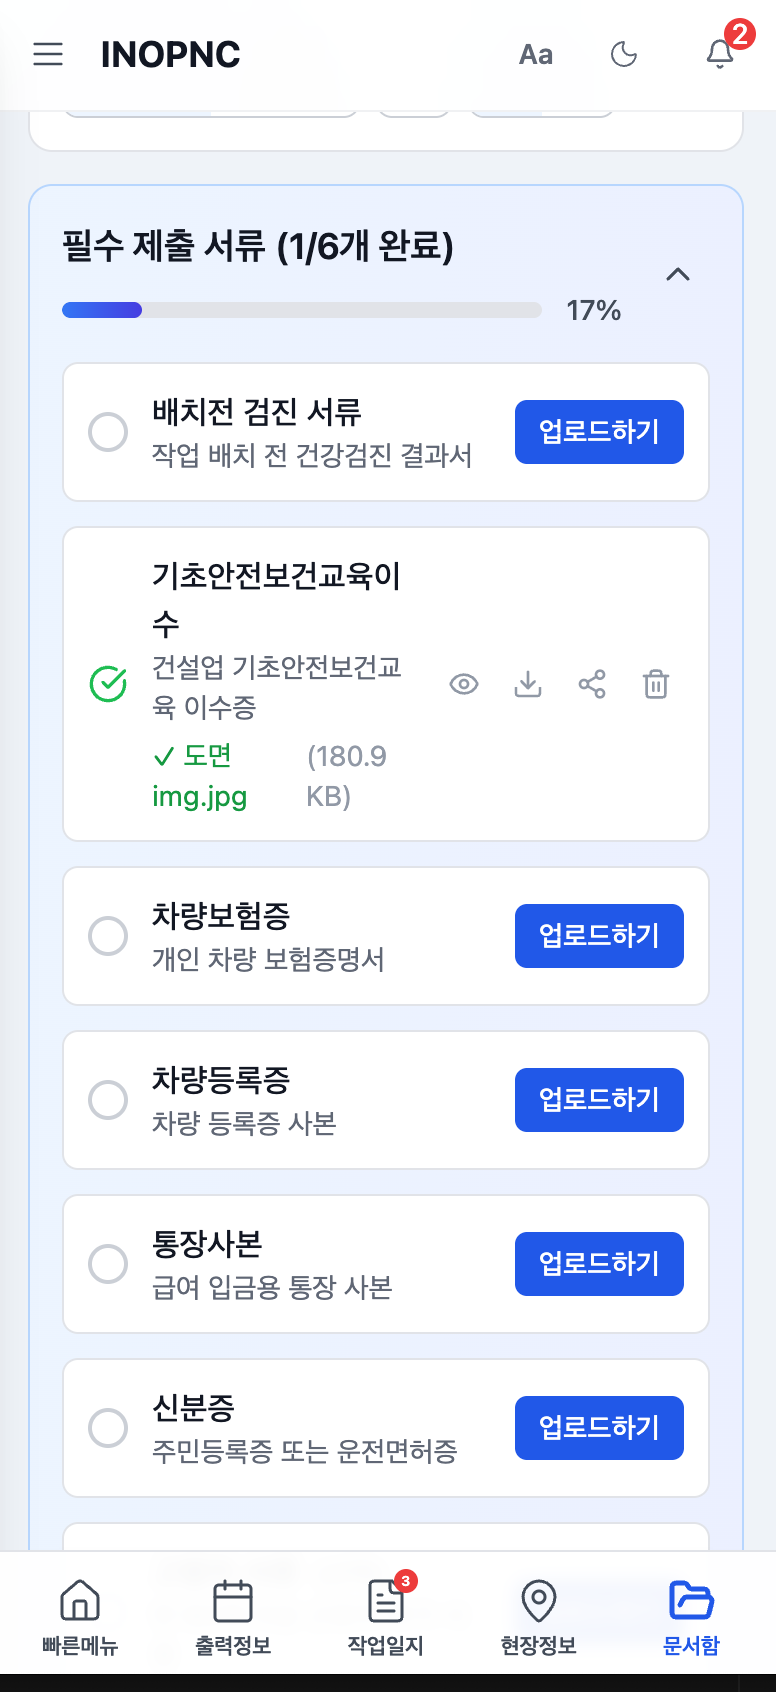 INOPNC
Aa
2
필수 제출 서류 (1/6개 완료)
17%
배치전 검진 서류
작업 배치 전 건강검진 결과서
업로드하기
기초안전보건교육이
수
건설업 기초안전보건교
육 이수증
✓ 도면
img.jpg
(180.9
KB)
차량보험증
개인 차량 보험증명서
업로드하기
차량등록증
차량 등록증 사본
업로드하기
통장사본
급여 입금용 통장 사본
업로드하기
신분증
주민등록증 또는 운전면허증
업로드하기
3
빠른메뉴
출력정보
작업일지
현장정보
문서함